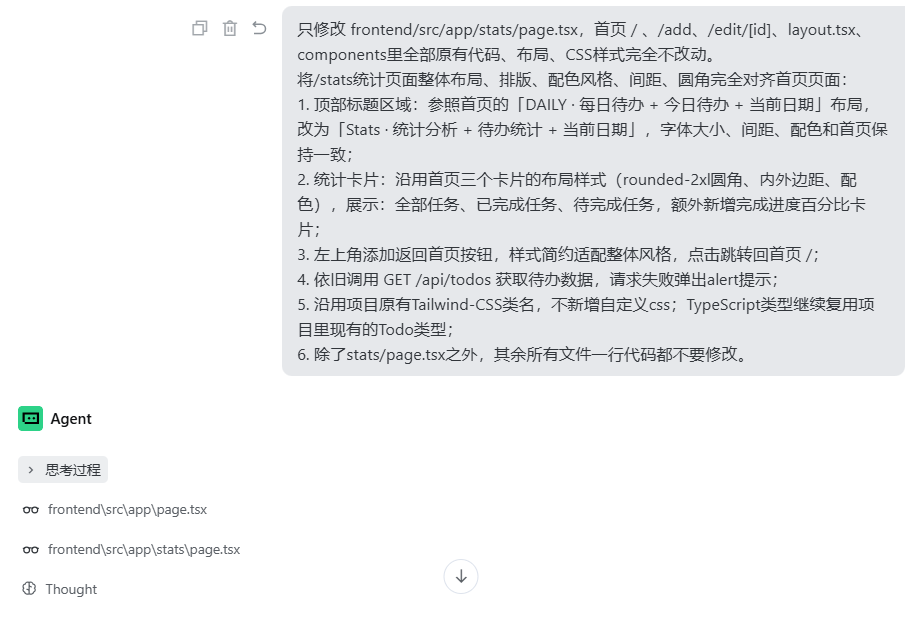 只修改 frontend/src/app/stats/page.tsx，首页 / 、/add、/edit/[id]、layout.tsx、
components里全部原有代码、布局、CSS样式完全不改动。
将/stats统计页面整体布局、排版、配色风格、间距、圆角完全对齐首页页面：
1. 顶部标题区域：参照首页的「DAILY · 每日待办 + 今日待办 + 当前日期」布局，
改为「Stats · 统计分析 + 待办统计 + 当前日期」，字体大小、间距、配色和首页保
持一致；
2. 统计卡片：沿用首页三个卡片的布局样式（rounded-2xl圆角、内外边距、配
色），展示：全部任务、已完成任务、待完成任务，额外新增完成进度百分比卡
片；
3. 左上角添加返回首页按钮，样式简约适配整体风格，点击跳转回首页 /；
4. 依旧调用 GET /api/todos 获取待办数据，请求失败弹出alert提示；
5. 沿用项目原有Tailwind-CSS类名，不新增自定义css；TypeScript类型继续复用项
目里现有的Todo类型；
6. 除了stats/page.tsx之外，其余所有文件一行代码都不要修改。
Agent
思考过程
frontend\src\app\page.tsx
frontend\src\app\stats\page.tsx
Thought